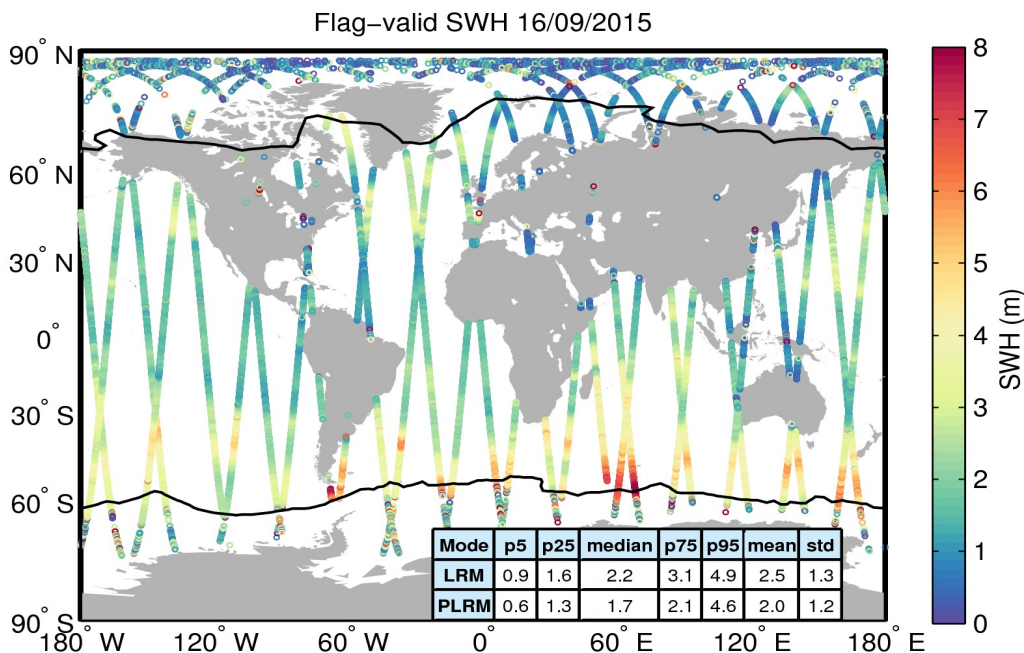 Flag−valid SWH 16/09/2015
90° N
60° N
30° N
0°
30° S
60° S
90° S
180° W
120° W
60° W
0°
60° E
120° E
180° E
Mode p5 p25 median p75 p95 mean std
LRM 0.9 1.6 2.2 3.1 4.9 2.5 1.3
PLRM 0.6 1.3 1.7 2.1 4.6 2.0 1.2
8
7
6
5
4
3
2
1
0
SWH (m)